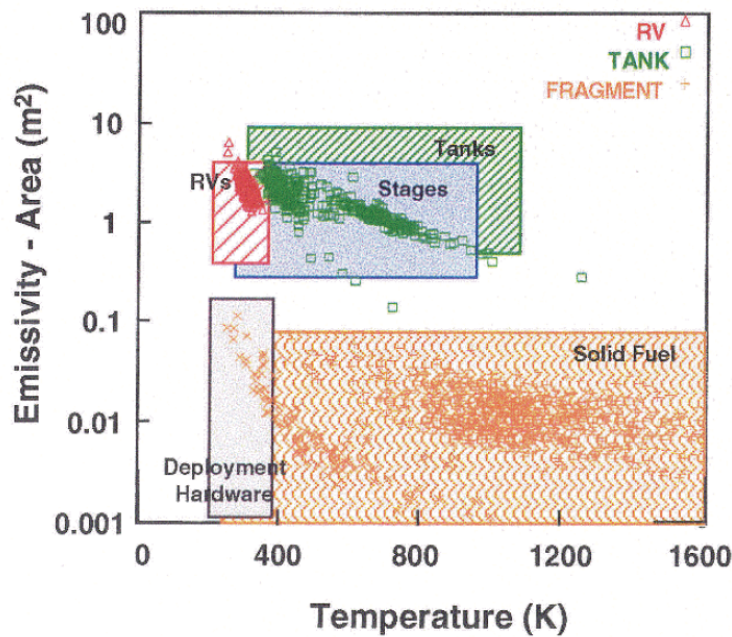 100
10
1
0.1
0.01
0.001
Emissivity - Area (m²)
RV
TANK
FRAGMENT
Tanks
RVs
Stages
Solid Fuel
Deployment
Hardware
0 400 800 1200 1600
Temperature (K)